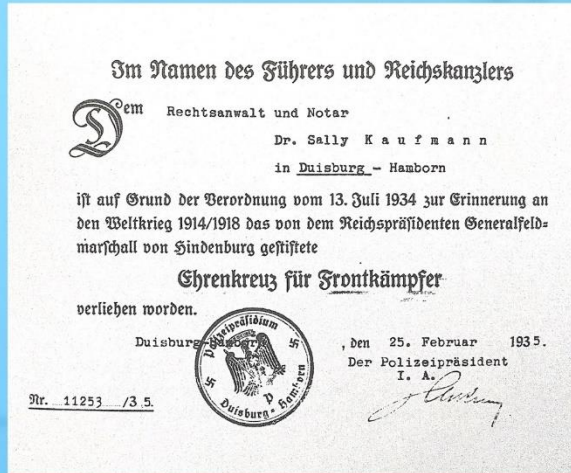 Im Namen des Führers und Reichskanzlers
Dem Rechtsanwalt und Notar
Dr. Sally K a u f m a n n
in Duisburg - Hamborn
ist auf Grund der Verordnung vom 13. Juli 1934 zur Erinnerung an
den Weltkrieg 1914/1918 das von dem Reichspräsidenten Generalfeld=
marschall von Hindenburg gestiftete
Ehrenkreuz für Frontkämpfer
verliehen worden.
Duisburg-Hamborn, den 25. Februar 1935.
Der Polizeipräsident
I. A.
Polizeipräsidium
P
Duisburg-Hamborn
Nr. 11253 /35.